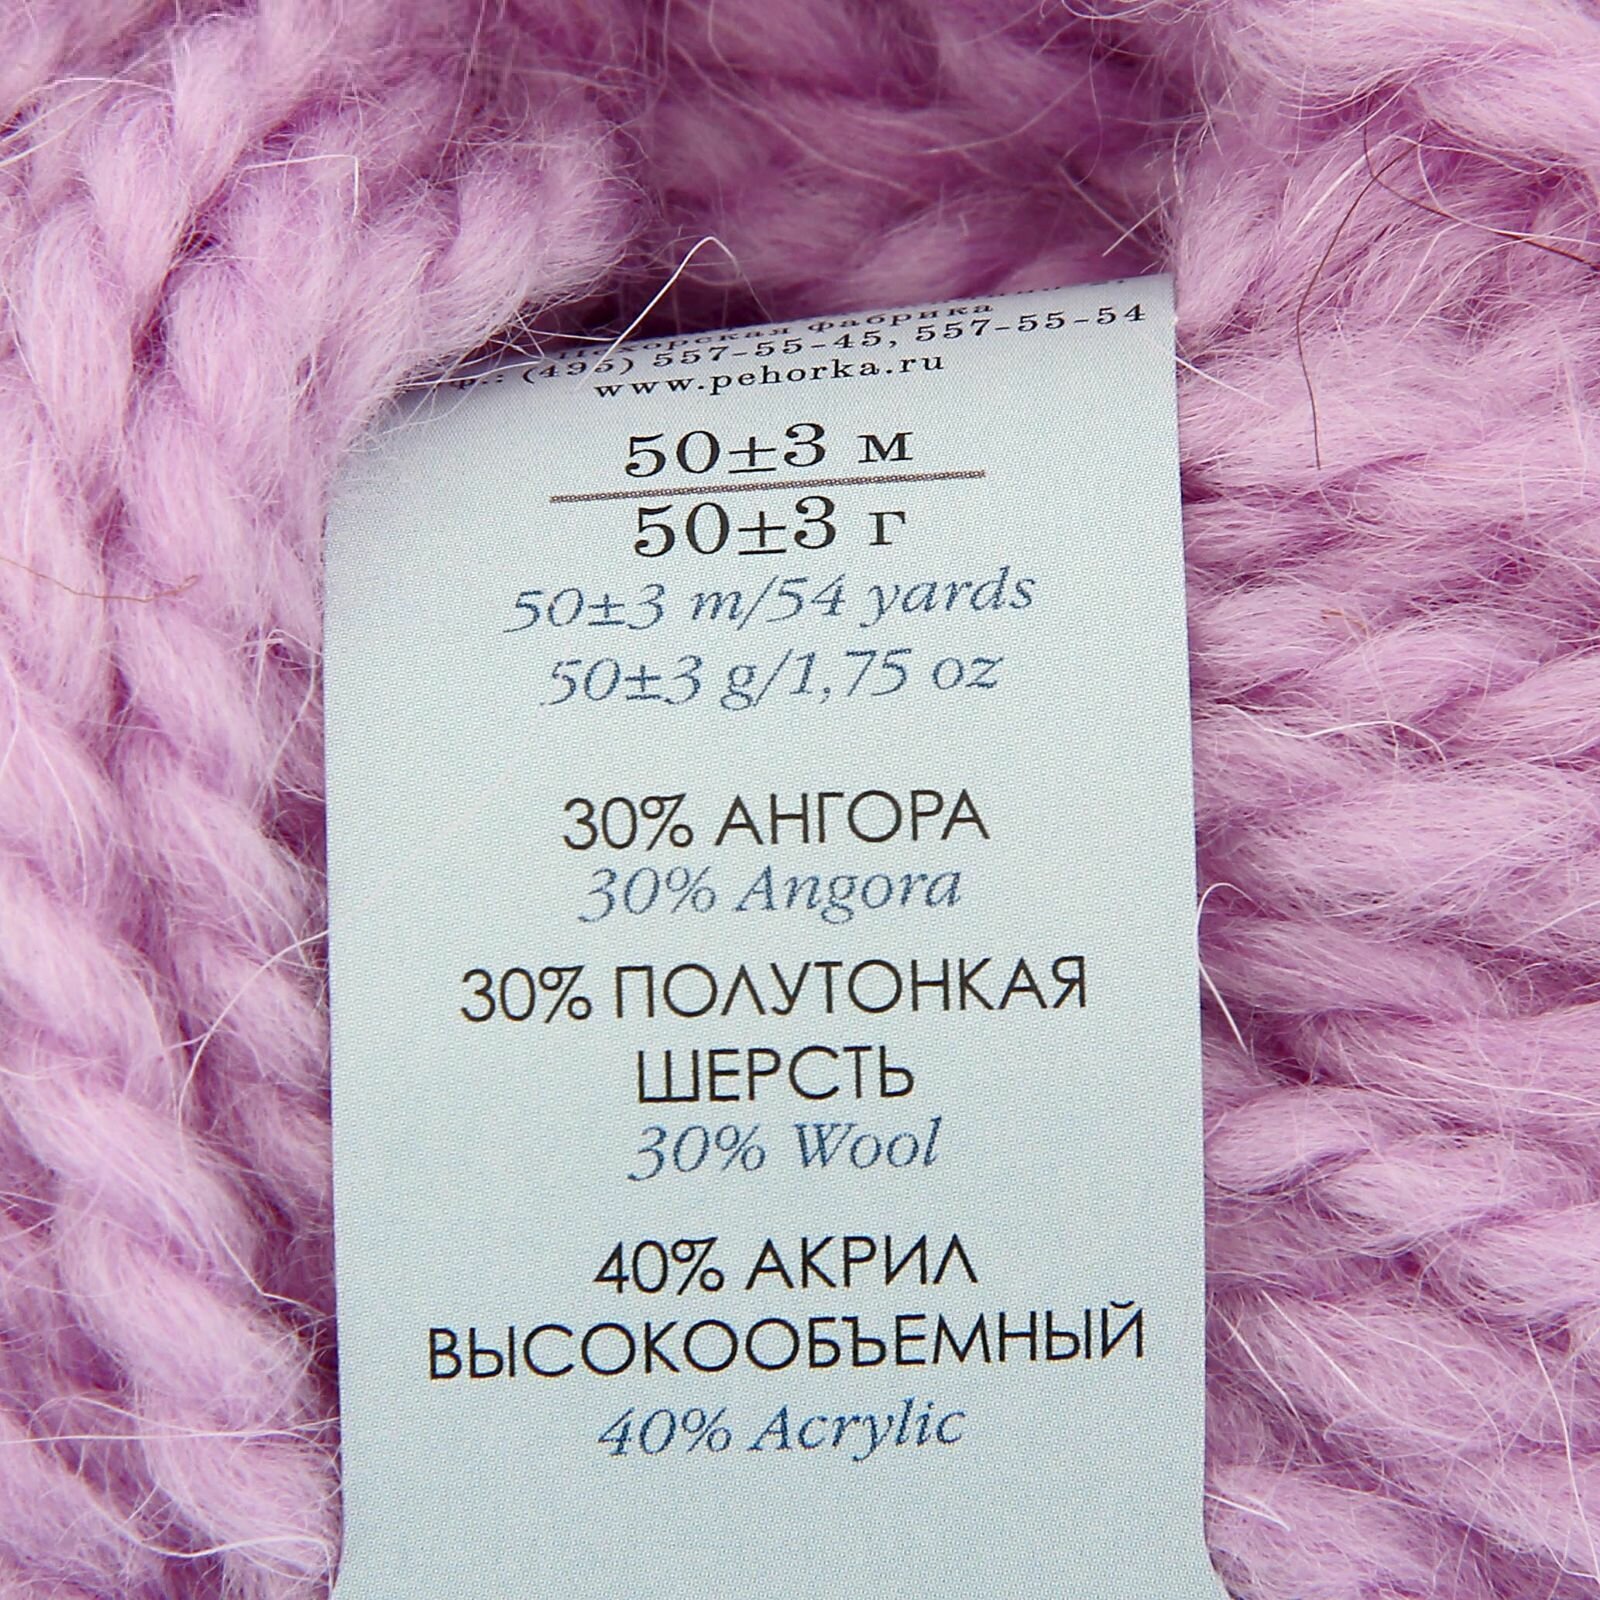 фабрика
(495) 557-55-45, 557-55-54
www.pehorka.ru
50±3 м
50±3 г
50±3 m/54 yards
50±3 g/1,75 oz
30% АНГОРА
30% Angora
30% ПОЛУТОНКАЯ
ШЕРСТЬ
30% Wool
40% АКРИЛ
ВЫСОКООБЪЕМНЫЙ
40% Acrylic